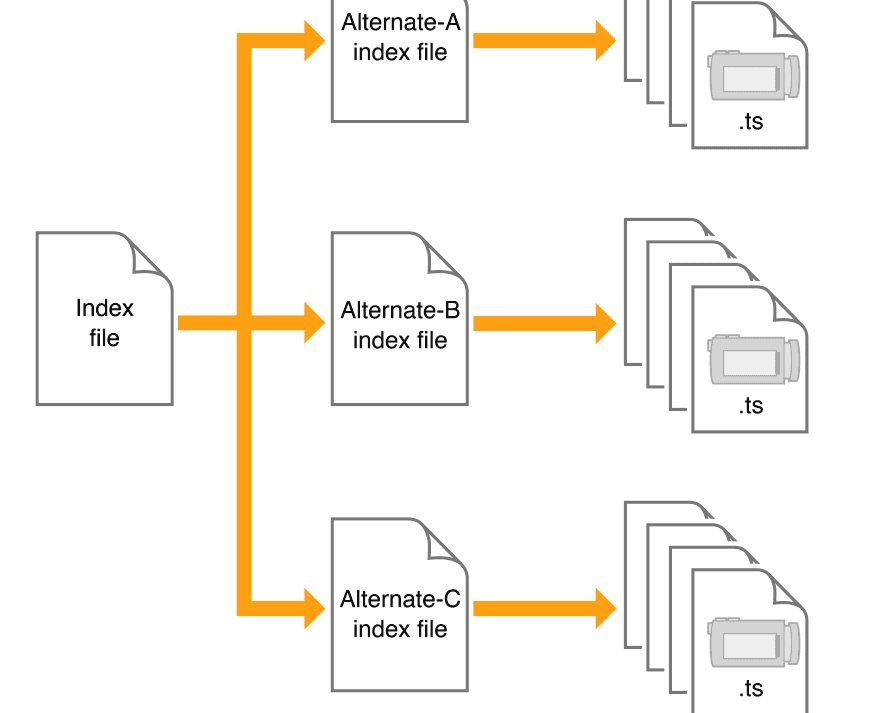 Alternate-A
index file
.ts
Index
file
Alternate-B
index file
.ts
Alternate-C
index file
.ts